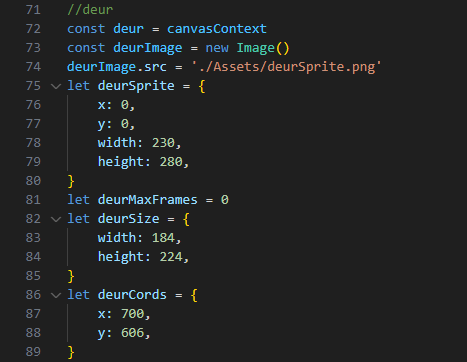 71 //deur
72 const deur = canvasContext
73 const deurImage = new Image()
74 deurImage.src = './Assets/deurSprite.png'
75 let deurSprite = {
76     x: 0,
77     y: 0,
78     width: 230,
79     height: 280,
80 }
81 let deurMaxFrames = 0
82 let deurSize = {
83     width: 184,
84     height: 224,
85 }
86 let deurCords = {
87     x: 700,
88     y: 606,
89 }